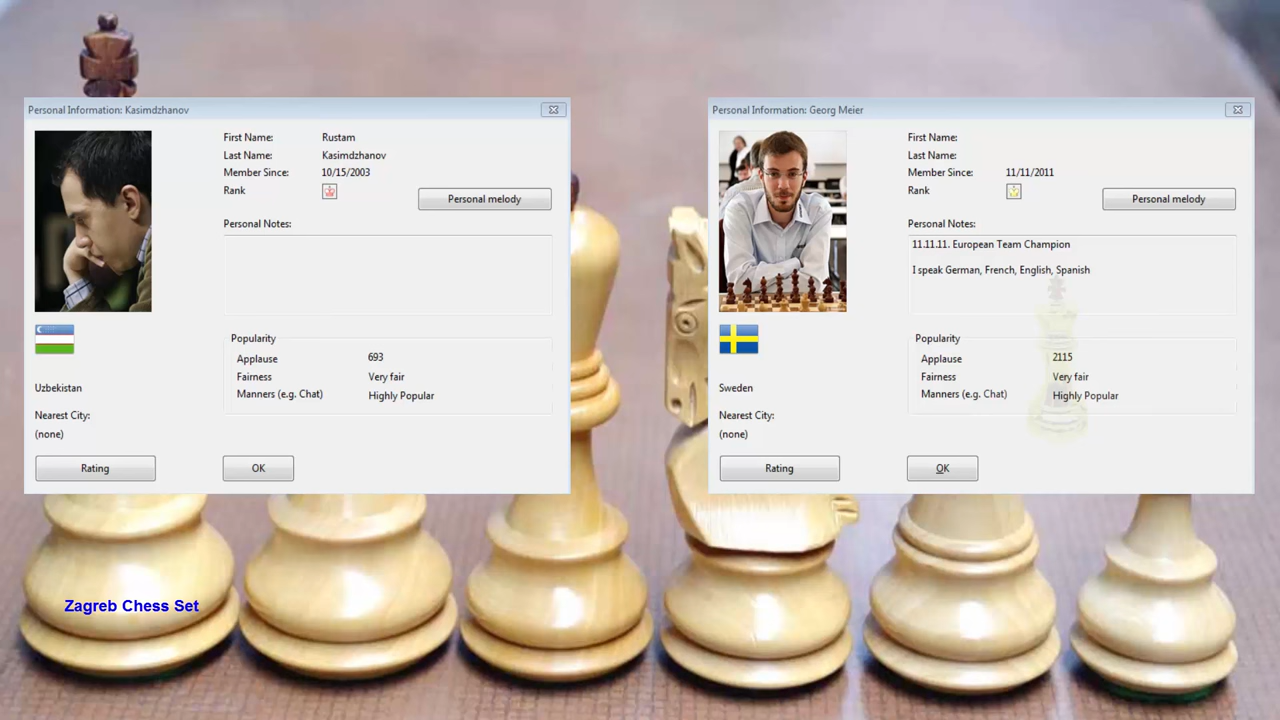 Personal Information: Kasimdzhanov
First Name: Rustam
Last Name: Kasimdzhanov
Member Since: 10/15/2003
Rank
Personal melody
Personal Notes:
Uzbekistan
Nearest City:
(none)
Popularity
Applause 693
Fairness Very fair
Manners (e.g. Chat) Highly Popular
Rating
OK
Personal Information: Georg Meier
First Name:
Last Name:
Member Since: 11/11/2011
Rank
Personal melody
Personal Notes:
11.11.11. European Team Champion
I speak German, French, English, Spanish
Sweden
Nearest City:
(none)
Popularity
Applause 2115
Fairness Very fair
Manners (e.g. Chat) Highly Popular
Rating
OK
Zagreb Chess Set